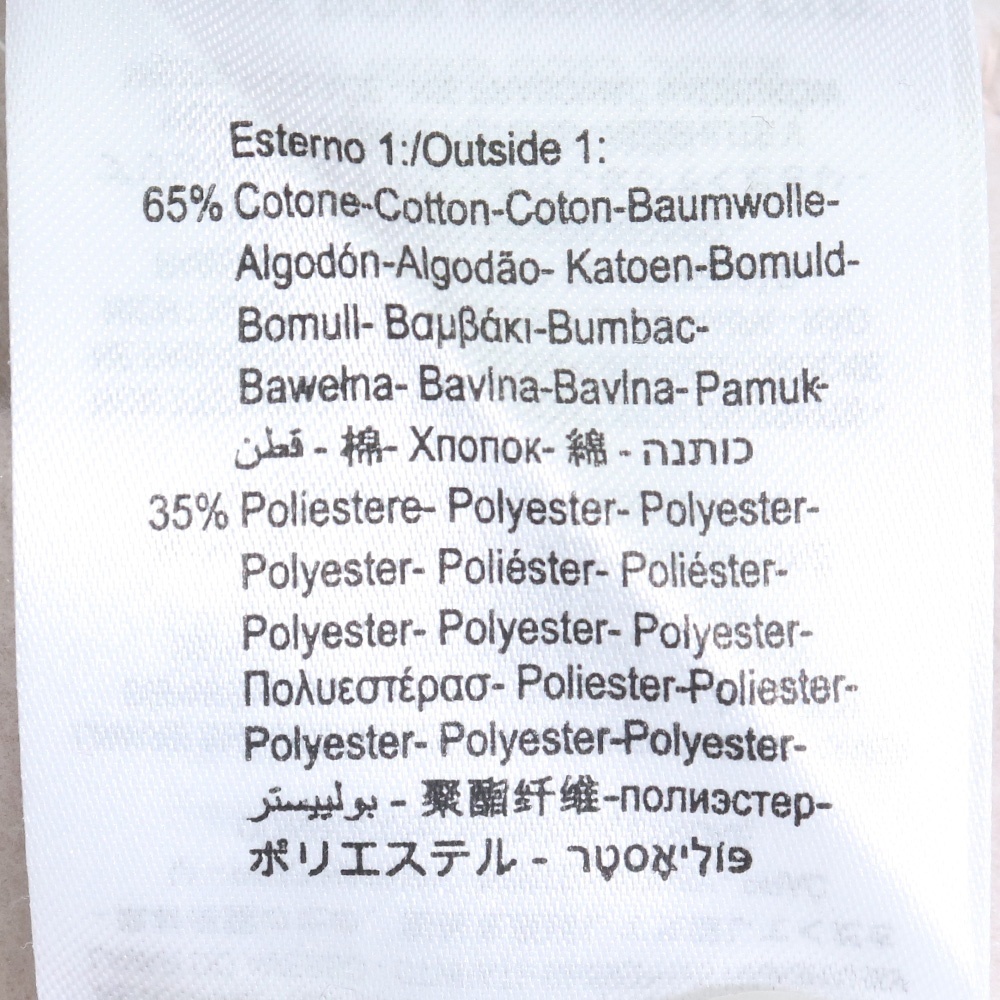 Esterno 1:/Outside 1:
65% Cotone-Cotton-Coton-Baumwolle-
Algodón-Algodão- Katoen-Bomuld-
Bomull- Βαμβάκι-Bumbac-
Bawełna- Bavlna-Bavlna- Pamuk-
قطن - 棉- Хлопок- 綿 - כותנה
35% Poliestere- Polyester- Polyester-
Polyester- Poliéster- Poliéster-
Polyester- Polyester- Polyester-
Πολυεστέρασ- Poliester-Poliester-
Polyester- Polyester-Polyester-
بوليستر - 聚酯纤维-полиэстер-
ポリエステル - פּוֹלִיאֶסטֶר